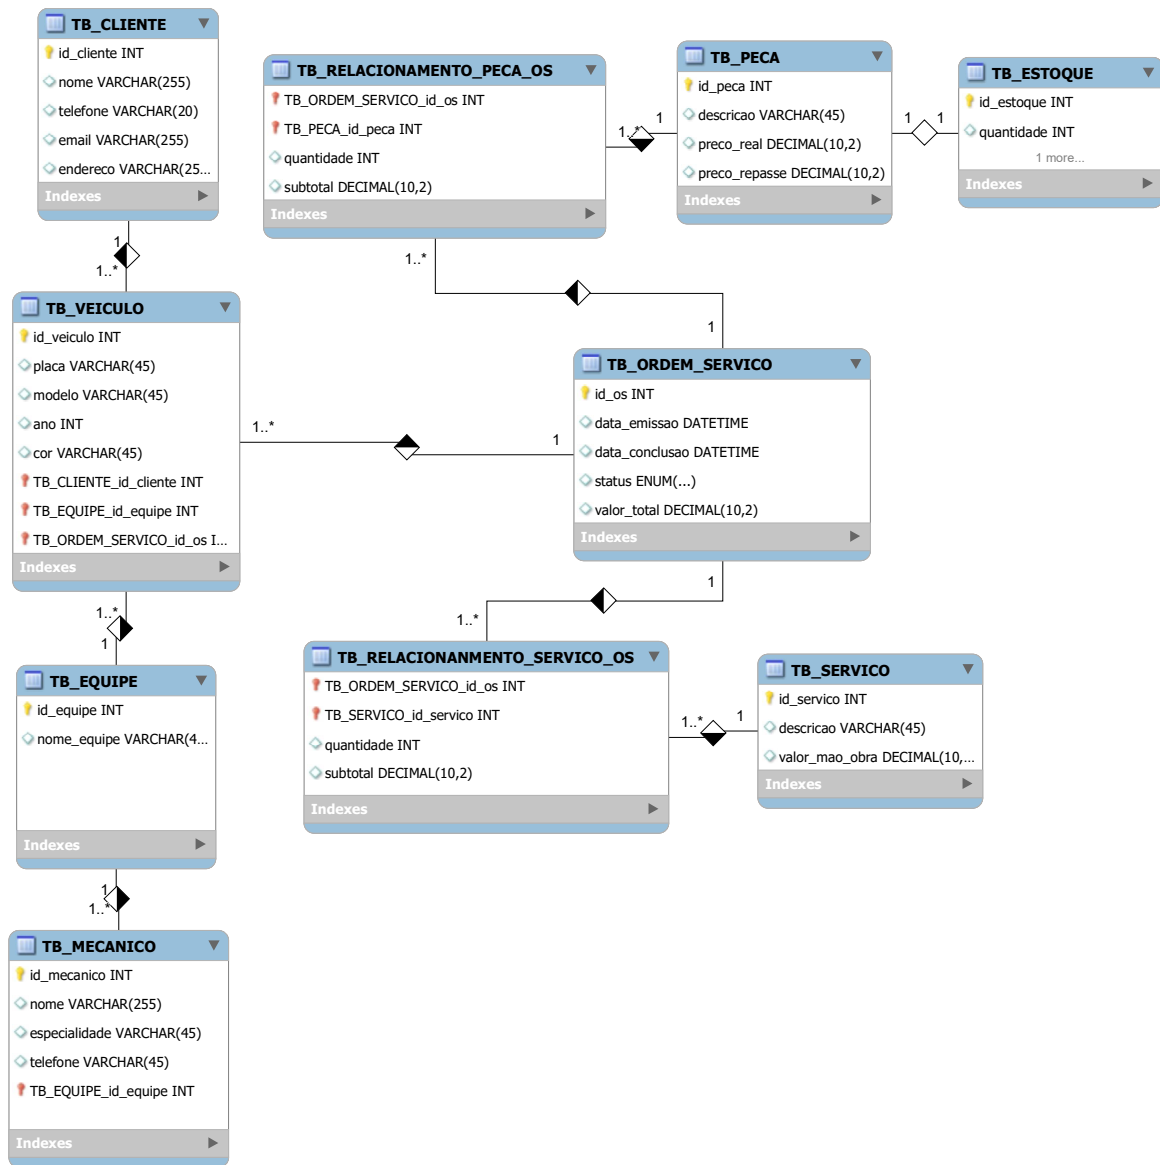 TB_CLIENTE
id_cliente INT
nome VARCHAR(255)
telefone VARCHAR(20)
email VARCHAR(255)
endereco VARCHAR(25...
Indexes
TB_RELACIONAMENTO_PECA_OS
TB_ORDEM_SERVICO_id_os INT
TB_PECA_id_peca INT
quantidade INT
subtotal DECIMAL(10,2)
Indexes
1..*
1
TB_PECA
id_peca INT
descricao VARCHAR(45)
preco_real DECIMAL(10,2)
preco_repasse DECIMAL(10,2)
Indexes
1
1
TB_ESTOQUE
id_estoque INT
quantidade INT
1 more...
Indexes
1
1..*
1..*
1
TB_VEICULO
id_veiculo INT
placa VARCHAR(45)
modelo VARCHAR(45)
ano INT
cor VARCHAR(45)
TB_CLIENTE_id_cliente INT
TB_EQUIPE_id_equipe INT
TB_ORDEM_SERVICO_id_os I...
Indexes
1..*
1
TB_ORDEM_SERVICO
id_os INT
data_emissao DATETIME
data_conclusao DATETIME
status ENUM(...)
valor_total DECIMAL(10,2)
Indexes
1..*
1
1
1..*
TB_EQUIPE
id_equipe INT
nome_equipe VARCHAR(4...
Indexes
TB_RELACIONANMENTO_SERVICO_OS
TB_ORDEM_SERVICO_id_os INT
TB_SERVICO_id_servico INT
quantidade INT
subtotal DECIMAL(10,2)
Indexes
1..*
1
TB_SERVICO
id_servico INT
descricao VARCHAR(45)
valor_mao_obra DECIMAL(10,...
Indexes
1
1..*
TB_MECANICO
id_mecanico INT
nome VARCHAR(255)
especialidade VARCHAR(45)
telefone VARCHAR(45)
TB_EQUIPE_id_equipe INT
Indexes